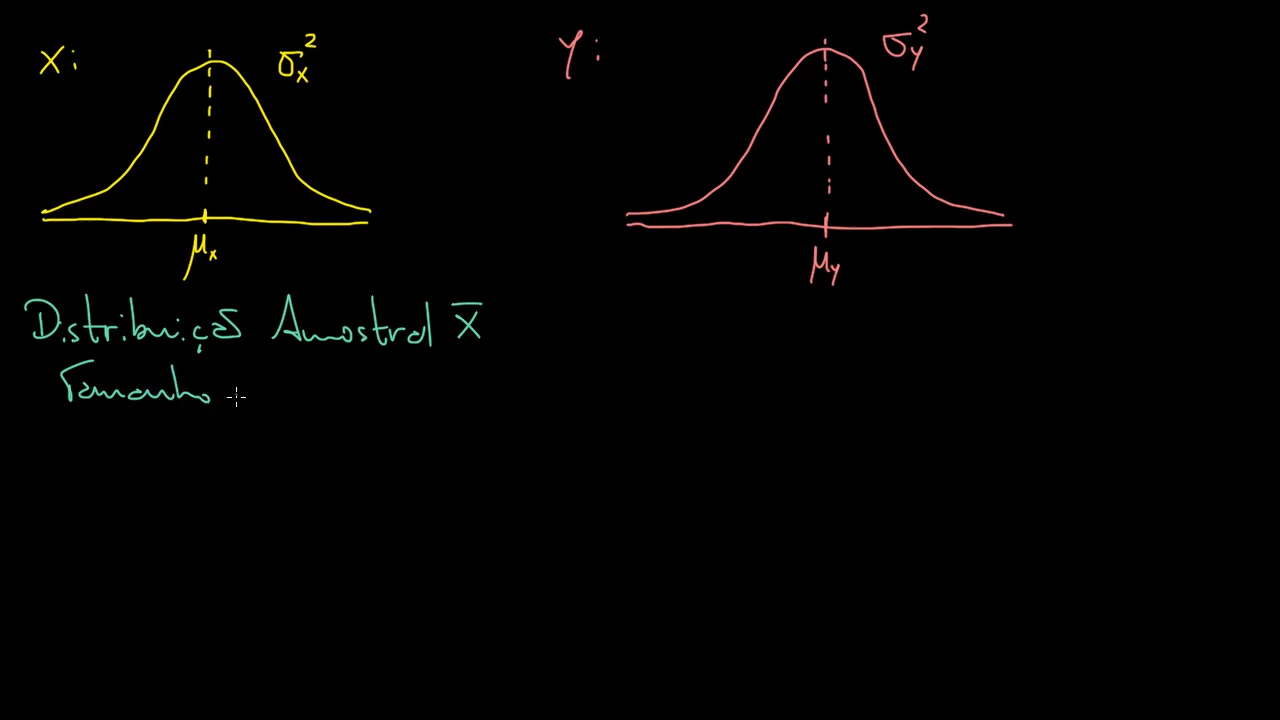 X: σx²
Y: σy²
μx
μy
Distribuição Amostral X̄
Tamanho